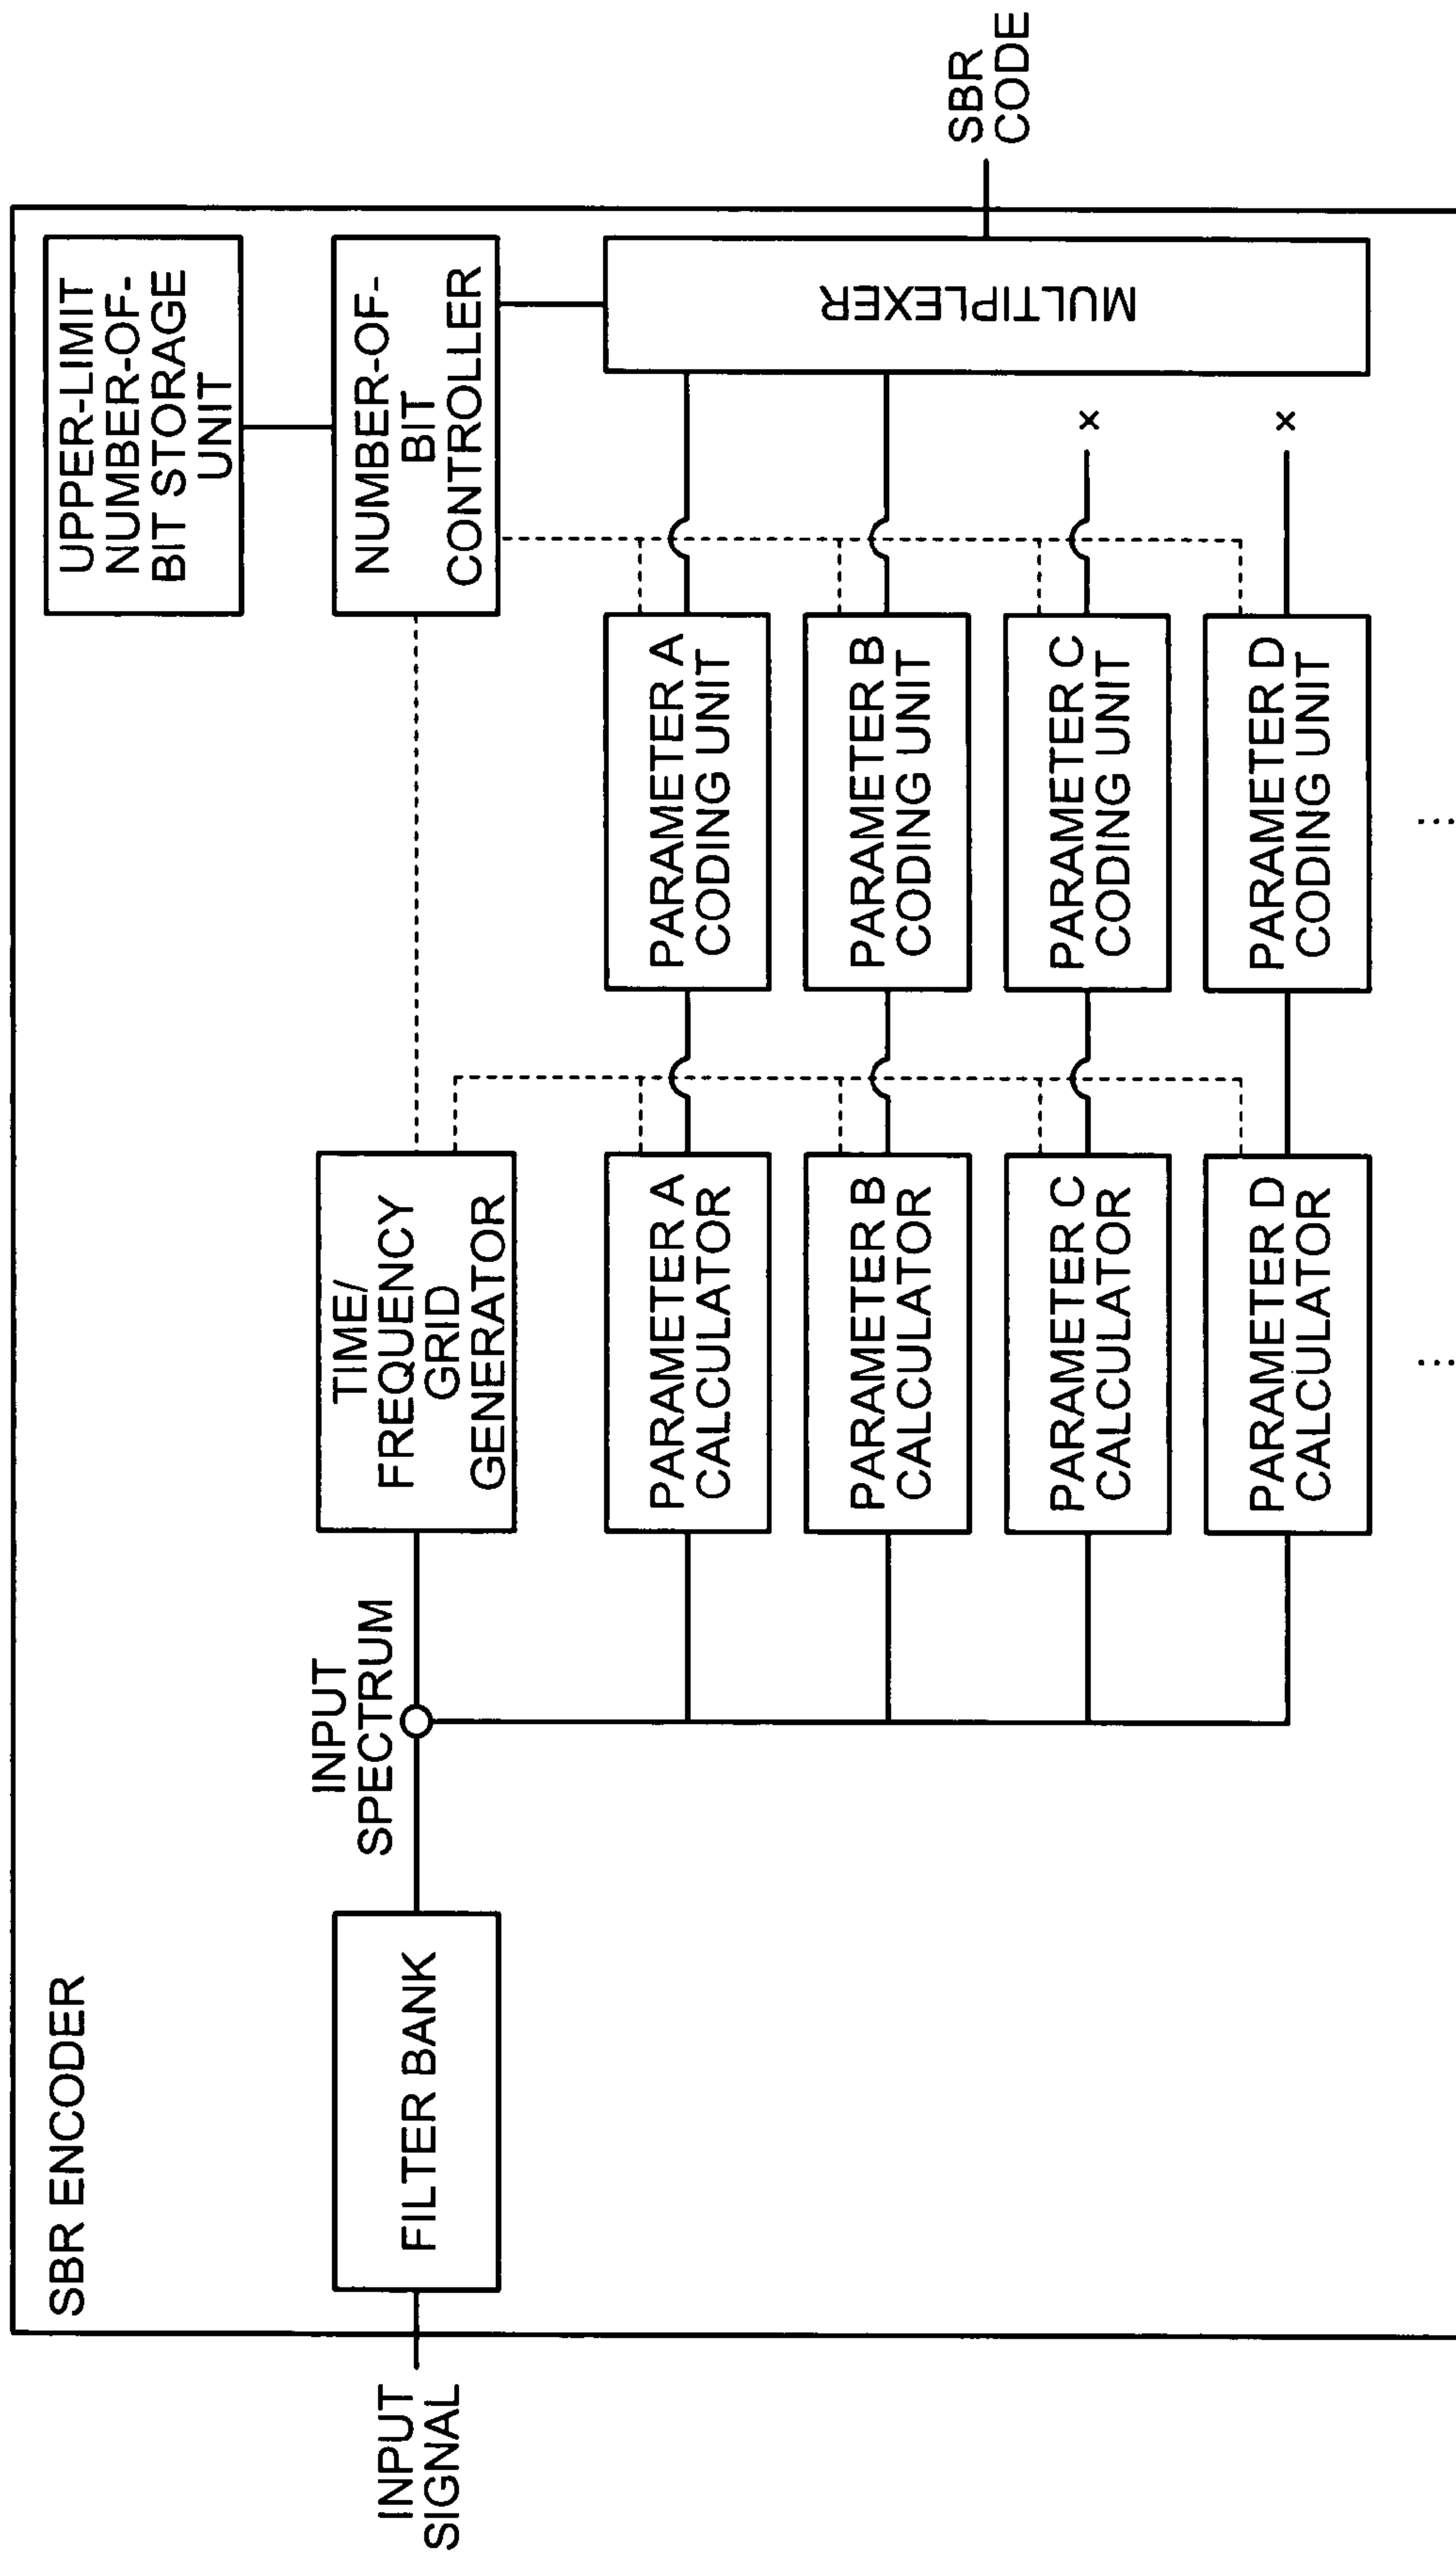 SBR ENCODER
INPUT
SIGNAL
FILTER BANK
INPUT
SPECTRUM
TIME/
FREQUENCY
GRID
GENERATOR
UPPER-LIMIT
NUMBER-OF-
BIT STORAGE
UNIT
NUMBER-OF-
BIT
CONTROLLER
PARAMETER A
CALCULATOR
PARAMETER A
CODING UNIT
PARAMETER B
CALCULATOR
PARAMETER B
CODING UNIT
PARAMETER C
CALCULATOR
PARAMETER C
CODING UNIT
×
PARAMETER D
CALCULATOR
PARAMETER D
CODING UNIT
×
...
...
MULTIPLEXER
SBR
CODE